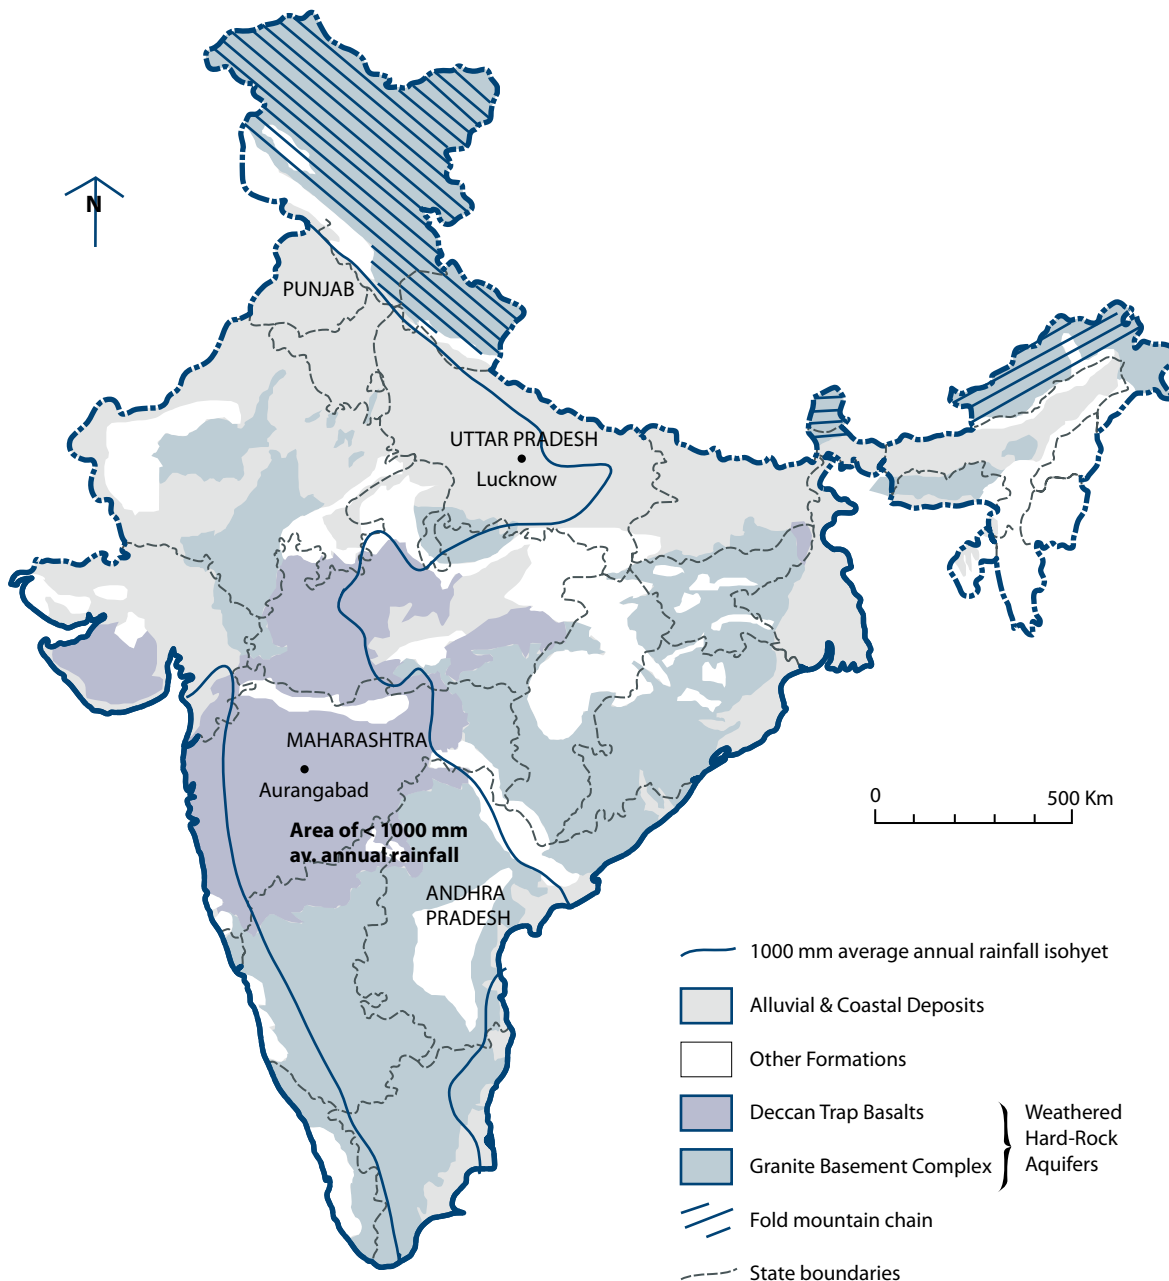 N
PUNJAB
UTTAR PRADESH
Lucknow
MAHARASHTRA
Aurangabad
Area of < 1000 mm
av. annual rainfall
ANDHRA
PRADESH
0 500 Km
1000 mm average annual rainfall isohyet
Alluvial & Coastal Deposits
Other Formations
Deccan Trap Basalts
Granite Basement Complex
Weathered
Hard-Rock
Aquifers
Fold mountain chain
State boundaries